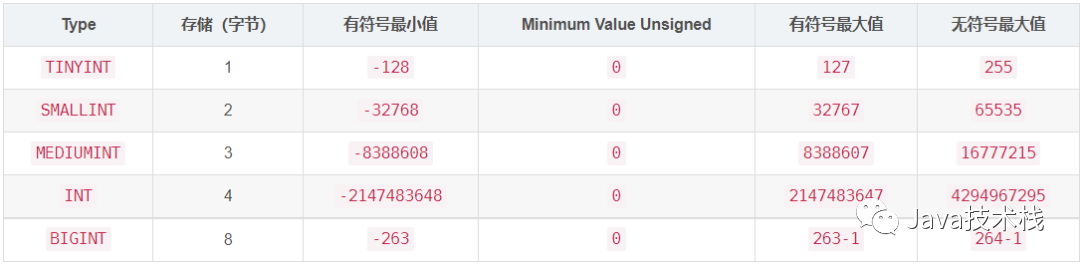 Type 存储（字节） 有符号最小值 Minimum Value Unsigned 有符号最大值 无符号最大值
TINYINT 1 -128 0 127 255
SMALLINT 2 -32768 0 32767 65535
MEDIUMINT 3 -8388608 0 8388607 16777215
INT 4 -2147483648 0 2147483647 4294967295
BIGINT 8 -263 0 263-1 264-1
Java技术栈